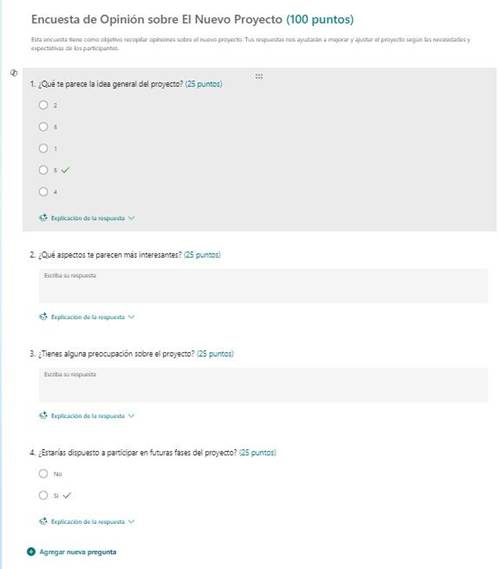 Encuesta de Opinión sobre El Nuevo Proyecto (100 puntos)
Esta encuesta tiene como objetivo recopilar opiniones sobre el nuevo proyecto. Tus respuestas nos ayudarán a mejorar y ajustar el proyecto según las necesidades y
expectativas de los participantes.
1. ¿Qué te parece la idea general del proyecto? (25 puntos)
2
1
4
Explicación de la respuesta
2. ¿Qué aspectos te parecen más interesantes? (25 puntos)
Escriba su respuesta
Explicación de la respuesta
3. ¿Tienes alguna preocupación sobre el proyecto? (25 puntos)
Escriba su respuesta
Explicación de la respuesta
4. ¿Estarías dispuesto a participar en futuras fases del proyecto? (25 puntos)
No
Sí
Explicación de la respuesta
Agregar nueva pregunta